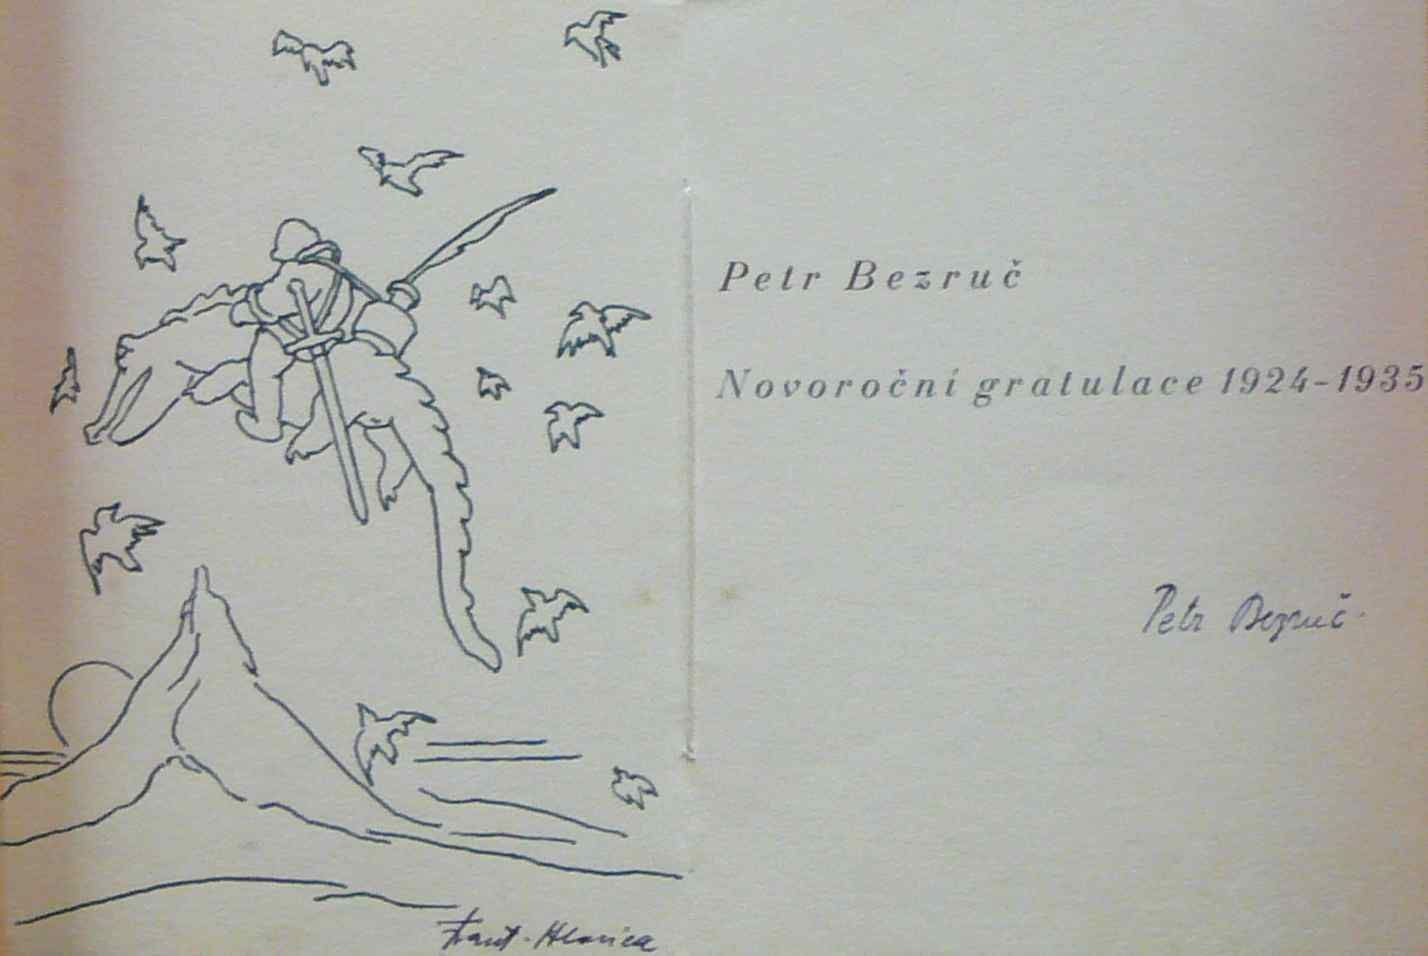 Petr Bezruč
Novoroční gratulace 1924-1935
Petr Bezruč
Frant. Hlavica